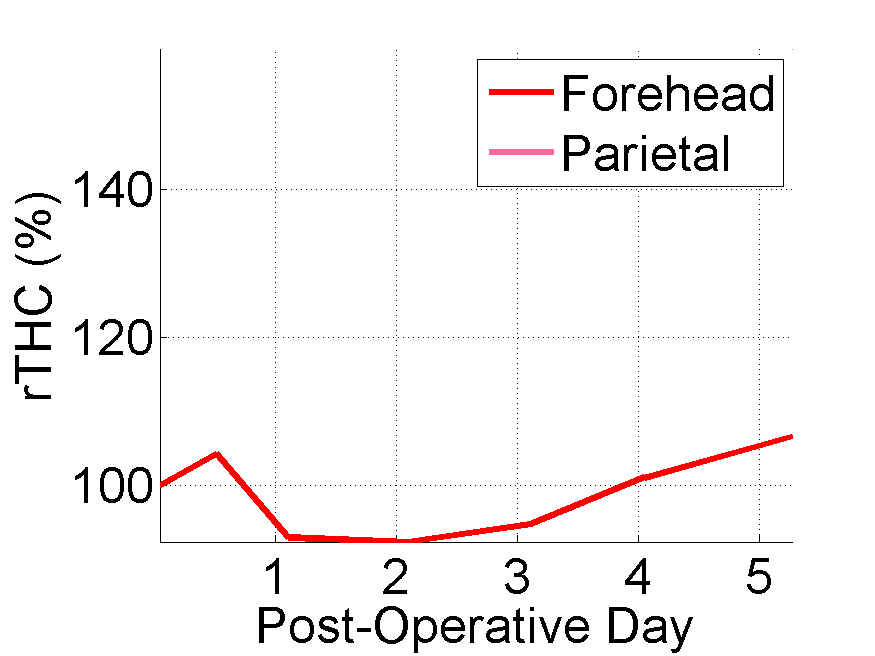 Forehead
Parietal
140
120
100
rTHC (%)
1 2 3 4 5
Post-Operative Day